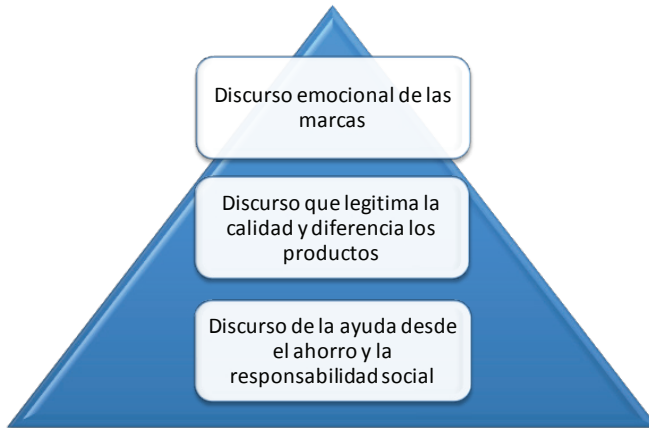 Discurso emocional de las
marcas
Discurso que legitima la
calidad y diferencia los
productos
Discurso de la ayuda desde
el ahorro y la
responsabilidad social